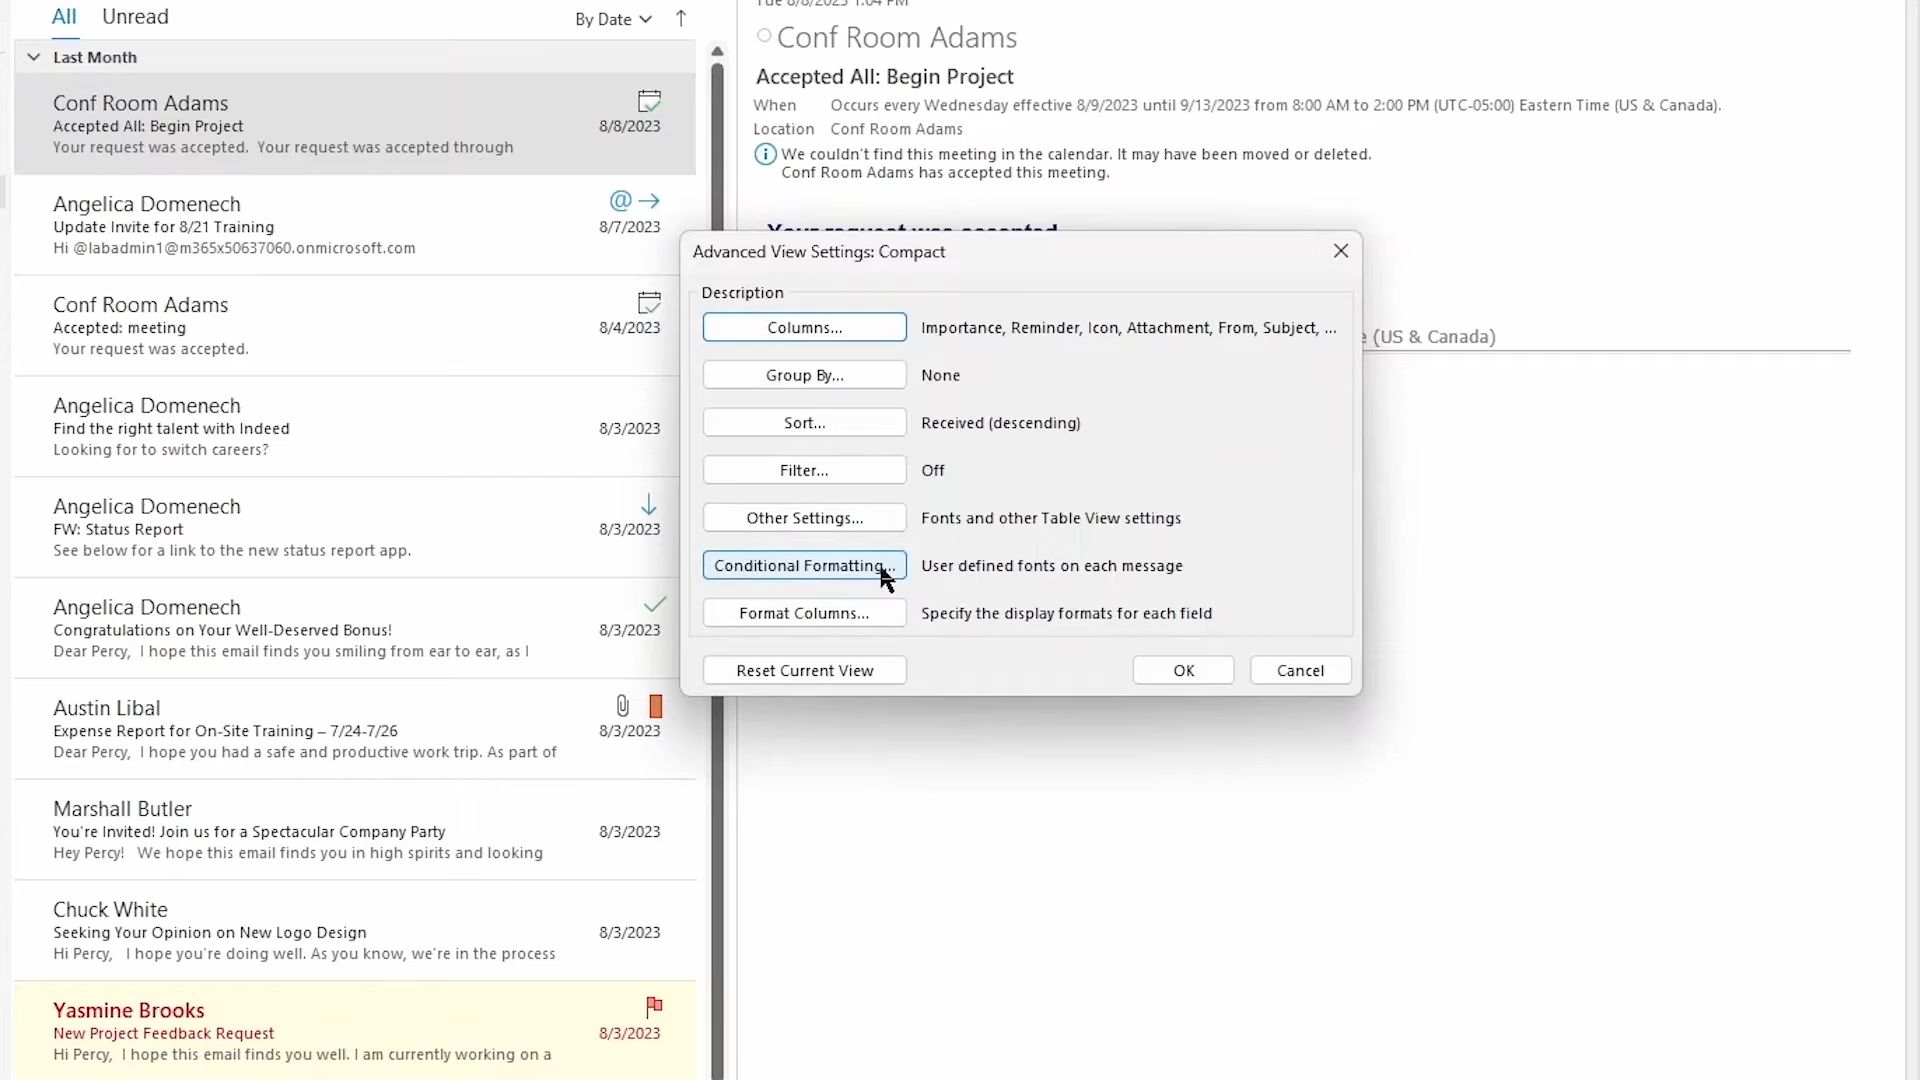 All Unread By Date
Last Month
Conf Room Adams
Accepted All: Begin Project 8/8/2023
Your request was accepted. Your request was accepted through
Angelica Domenech @
Update Invite for 8/21 Training 8/7/2023
Hi @labadmin1@m365x50637060.onmicrosoft.com
Conf Room Adams
Accepted: meeting 8/4/2023
Your request was accepted.
Angelica Domenech
Find the right talent with Indeed 8/3/2023
Looking for to switch careers?
Angelica Domenech
FW: Status Report 8/3/2023
See below for a link to the new status report app.
Angelica Domenech
Congratulations on Your Well-Deserved Bonus! 8/3/2023
Dear Percy, I hope this email finds you smiling from ear to ear, as I
Austin Libal
Expense Report for On-Site Training – 7/24-7/26 8/3/2023
Dear Percy, I hope you had a safe and productive work trip. As part of
Marshall Butler
You're Invited! Join us for a Spectacular Company Party 8/3/2023
Hey Percy! We hope this email finds you in high spirits and looking
Chuck White
Seeking Your Opinion on New Logo Design 8/3/2023
Hi Percy, I hope you're doing well. As you know, we're in the process
Yasmine Brooks
New Project Feedback Request 8/3/2023
Hi Percy, I hope this email finds you well. I am currently working on a
Tue 8/8/2023 1:04 PM
Conf Room Adams
Accepted All: Begin Project
When Occurs every Wednesday effective 8/9/2023 until 9/13/2023 from 8:00 AM to 2:00 PM (UTC-05:00) Eastern Time (US & Canada).
Location Conf Room Adams
We couldn't find this meeting in the calendar. It may have been moved or deleted.
Conf Room Adams has accepted this meeting.
Your request was accepted
(US & Canada)
Advanced View Settings: Compact
Description
Columns... Importance, Reminder, Icon, Attachment, From, Subject, ...
Group By... None
Sort... Received (descending)
Filter... Off
Other Settings... Fonts and other Table View settings
Conditional Formatting... User defined fonts on each message
Format Columns... Specify the display formats for each field
Reset Current View OK Cancel